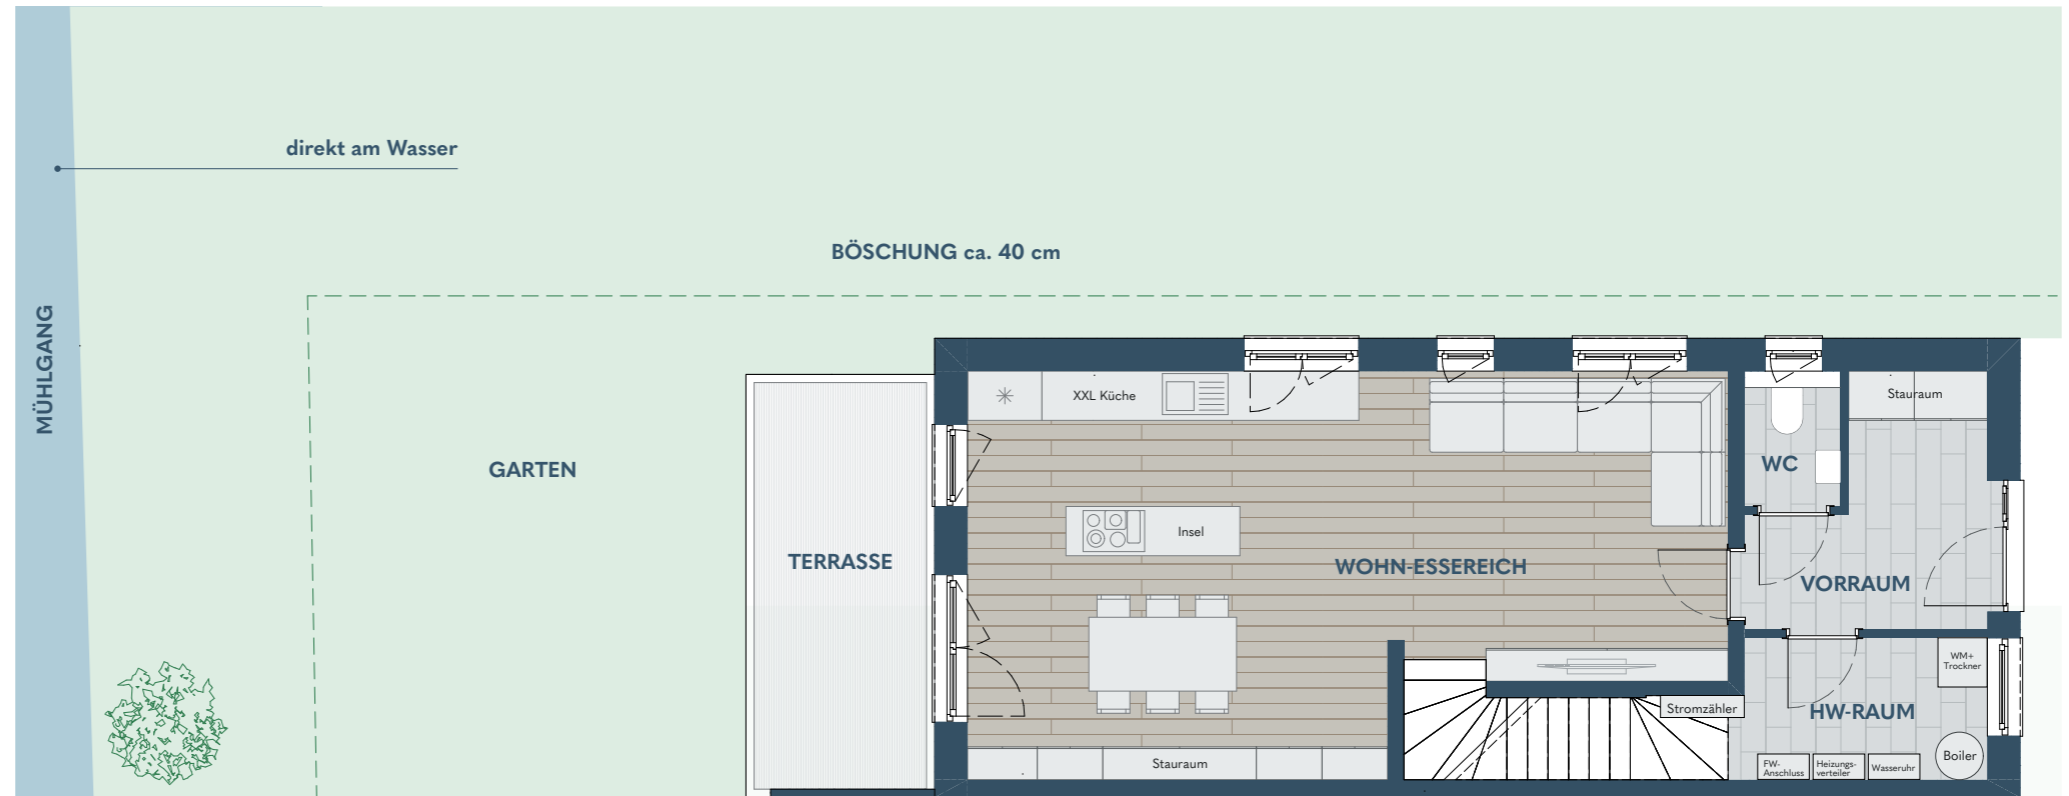 direkt am Wasser
BÖSCHUNG ca. 40 cm
MÜHLGANG
XXL Küche
Stauraum
WC
GARTEN
Insel
TERRASSE
WOHN-ESSEREICH
VORRAUM
WM+
Trockner
Stromzähler
HW-RAUM
Stauraum
FW-
Anschluss
Heizungs-
verteiler
Wasseruhr
Boiler